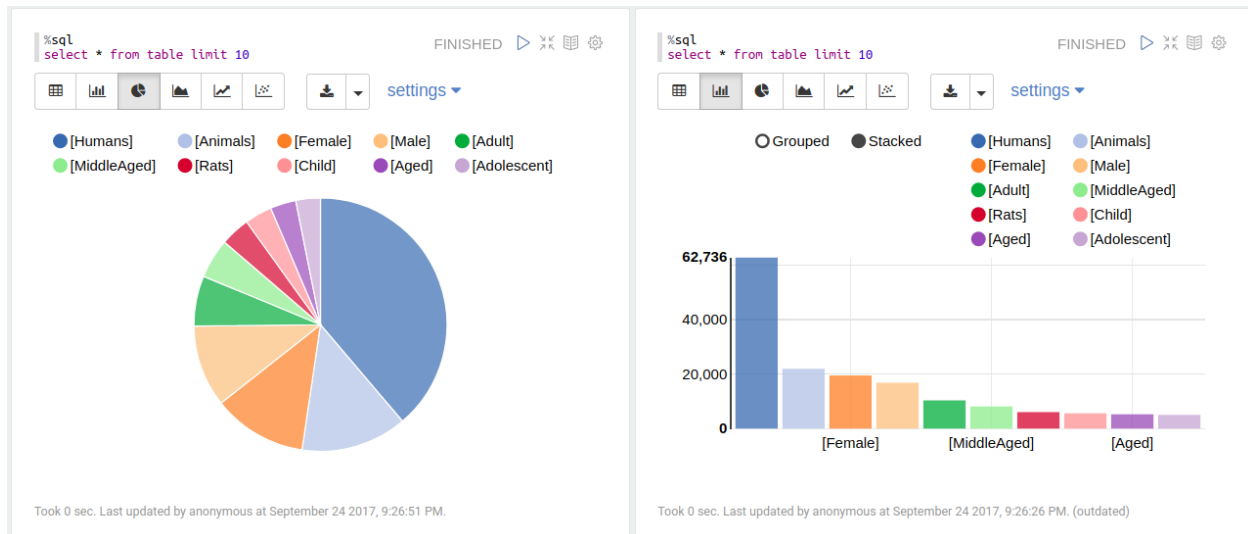 %sql
select * from table limit 10
FINISHED
settings
[Humans] [Animals] [Female] [Male] [Adult]
[MiddleAged] [Rats] [Child] [Aged] [Adolescent]
Took 0 sec. Last updated by anonymous at September 24 2017, 9:26:51 PM.
%sql
select * from table limit 10
FINISHED
settings
Grouped Stacked [Humans] [Animals]
[Female] [Male]
[Adult] [MiddleAged]
[Rats] [Child]
[Aged] [Adolescent]
62,736
40,000
20,000
0
[Female] [MiddleAged] [Aged]
Took 0 sec. Last updated by anonymous at September 24 2017, 9:26:26 PM. (outdated)